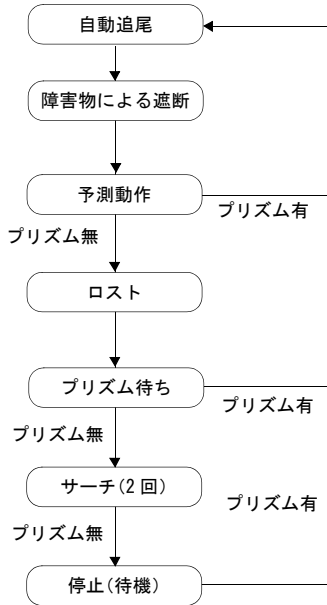 自動追尾
障害物による遮断
予測動作
プリズム有
プリズム無
ロスト
プリズム待ち
プリズム有
プリズム無
サーチ(2回)
プリズム有
プリズム無
停止(待機)